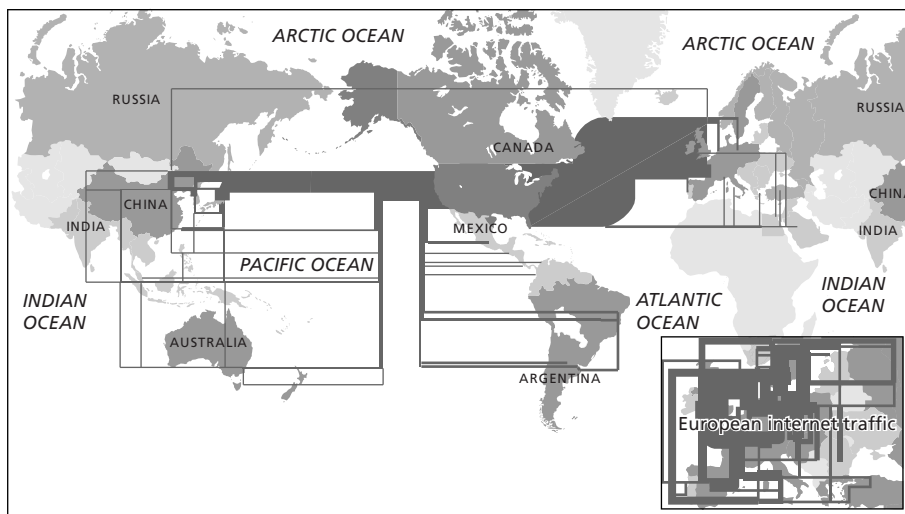 ARCTIC OCEAN
ARCTIC OCEAN
RUSSIA
RUSSIA
CANADA
CHINA
CHINA
INDIA
MEXICO
INDIA
PACIFIC OCEAN
INDIAN
OCEAN
ATLANTIC
OCEAN
INDIAN
OCEAN
AUSTRALIA
ARGENTINA
European internet traffic